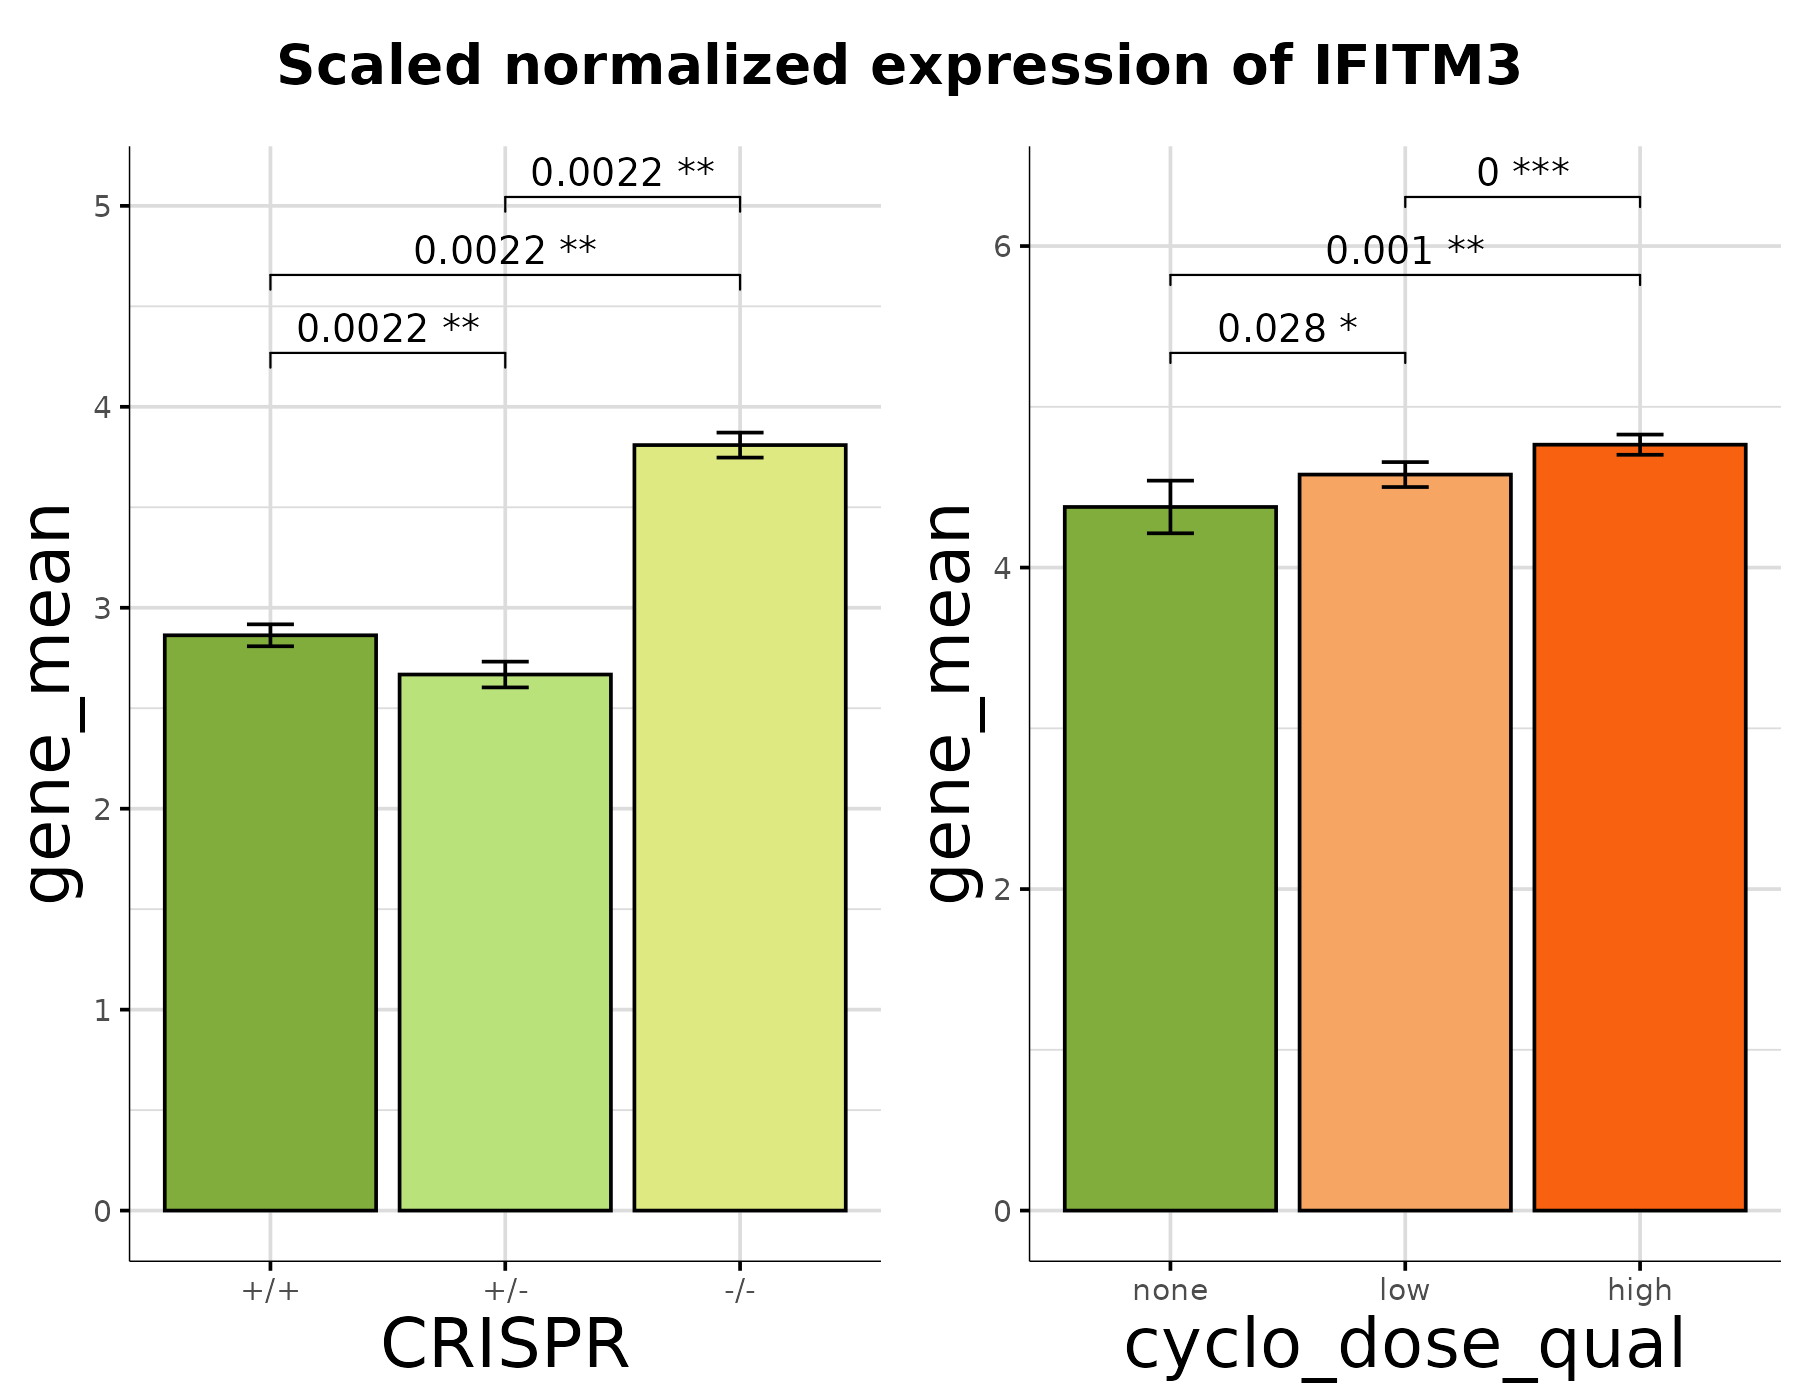 Scaled normalized expression of IFITM3
0.0022 **
0.0022 **
0.0022 **
5
4
3
2
1
0
gene_mean
+/+ +/- -/-
CRISPR
0 ***
0.001 **
0.028 *
6
4
2
0
gene_mean
none low high
cyclo_dose_qual